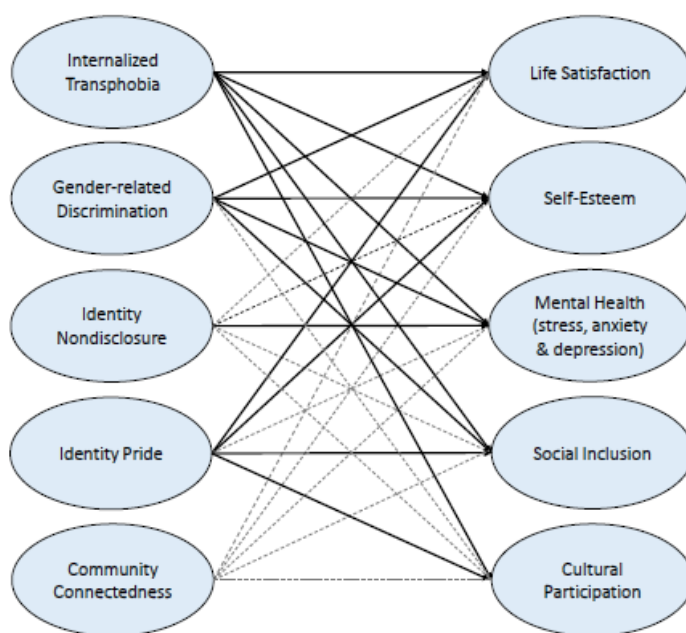 Internalized
Transphobia
Life Satisfaction
Gender-related
Discrimination
Self-Esteem
Identity
Nondisclosure
Mental Health
(stress, anxiety
& depression)
Identity Pride
Social Inclusion
Community
Connectedness
Cultural
Participation